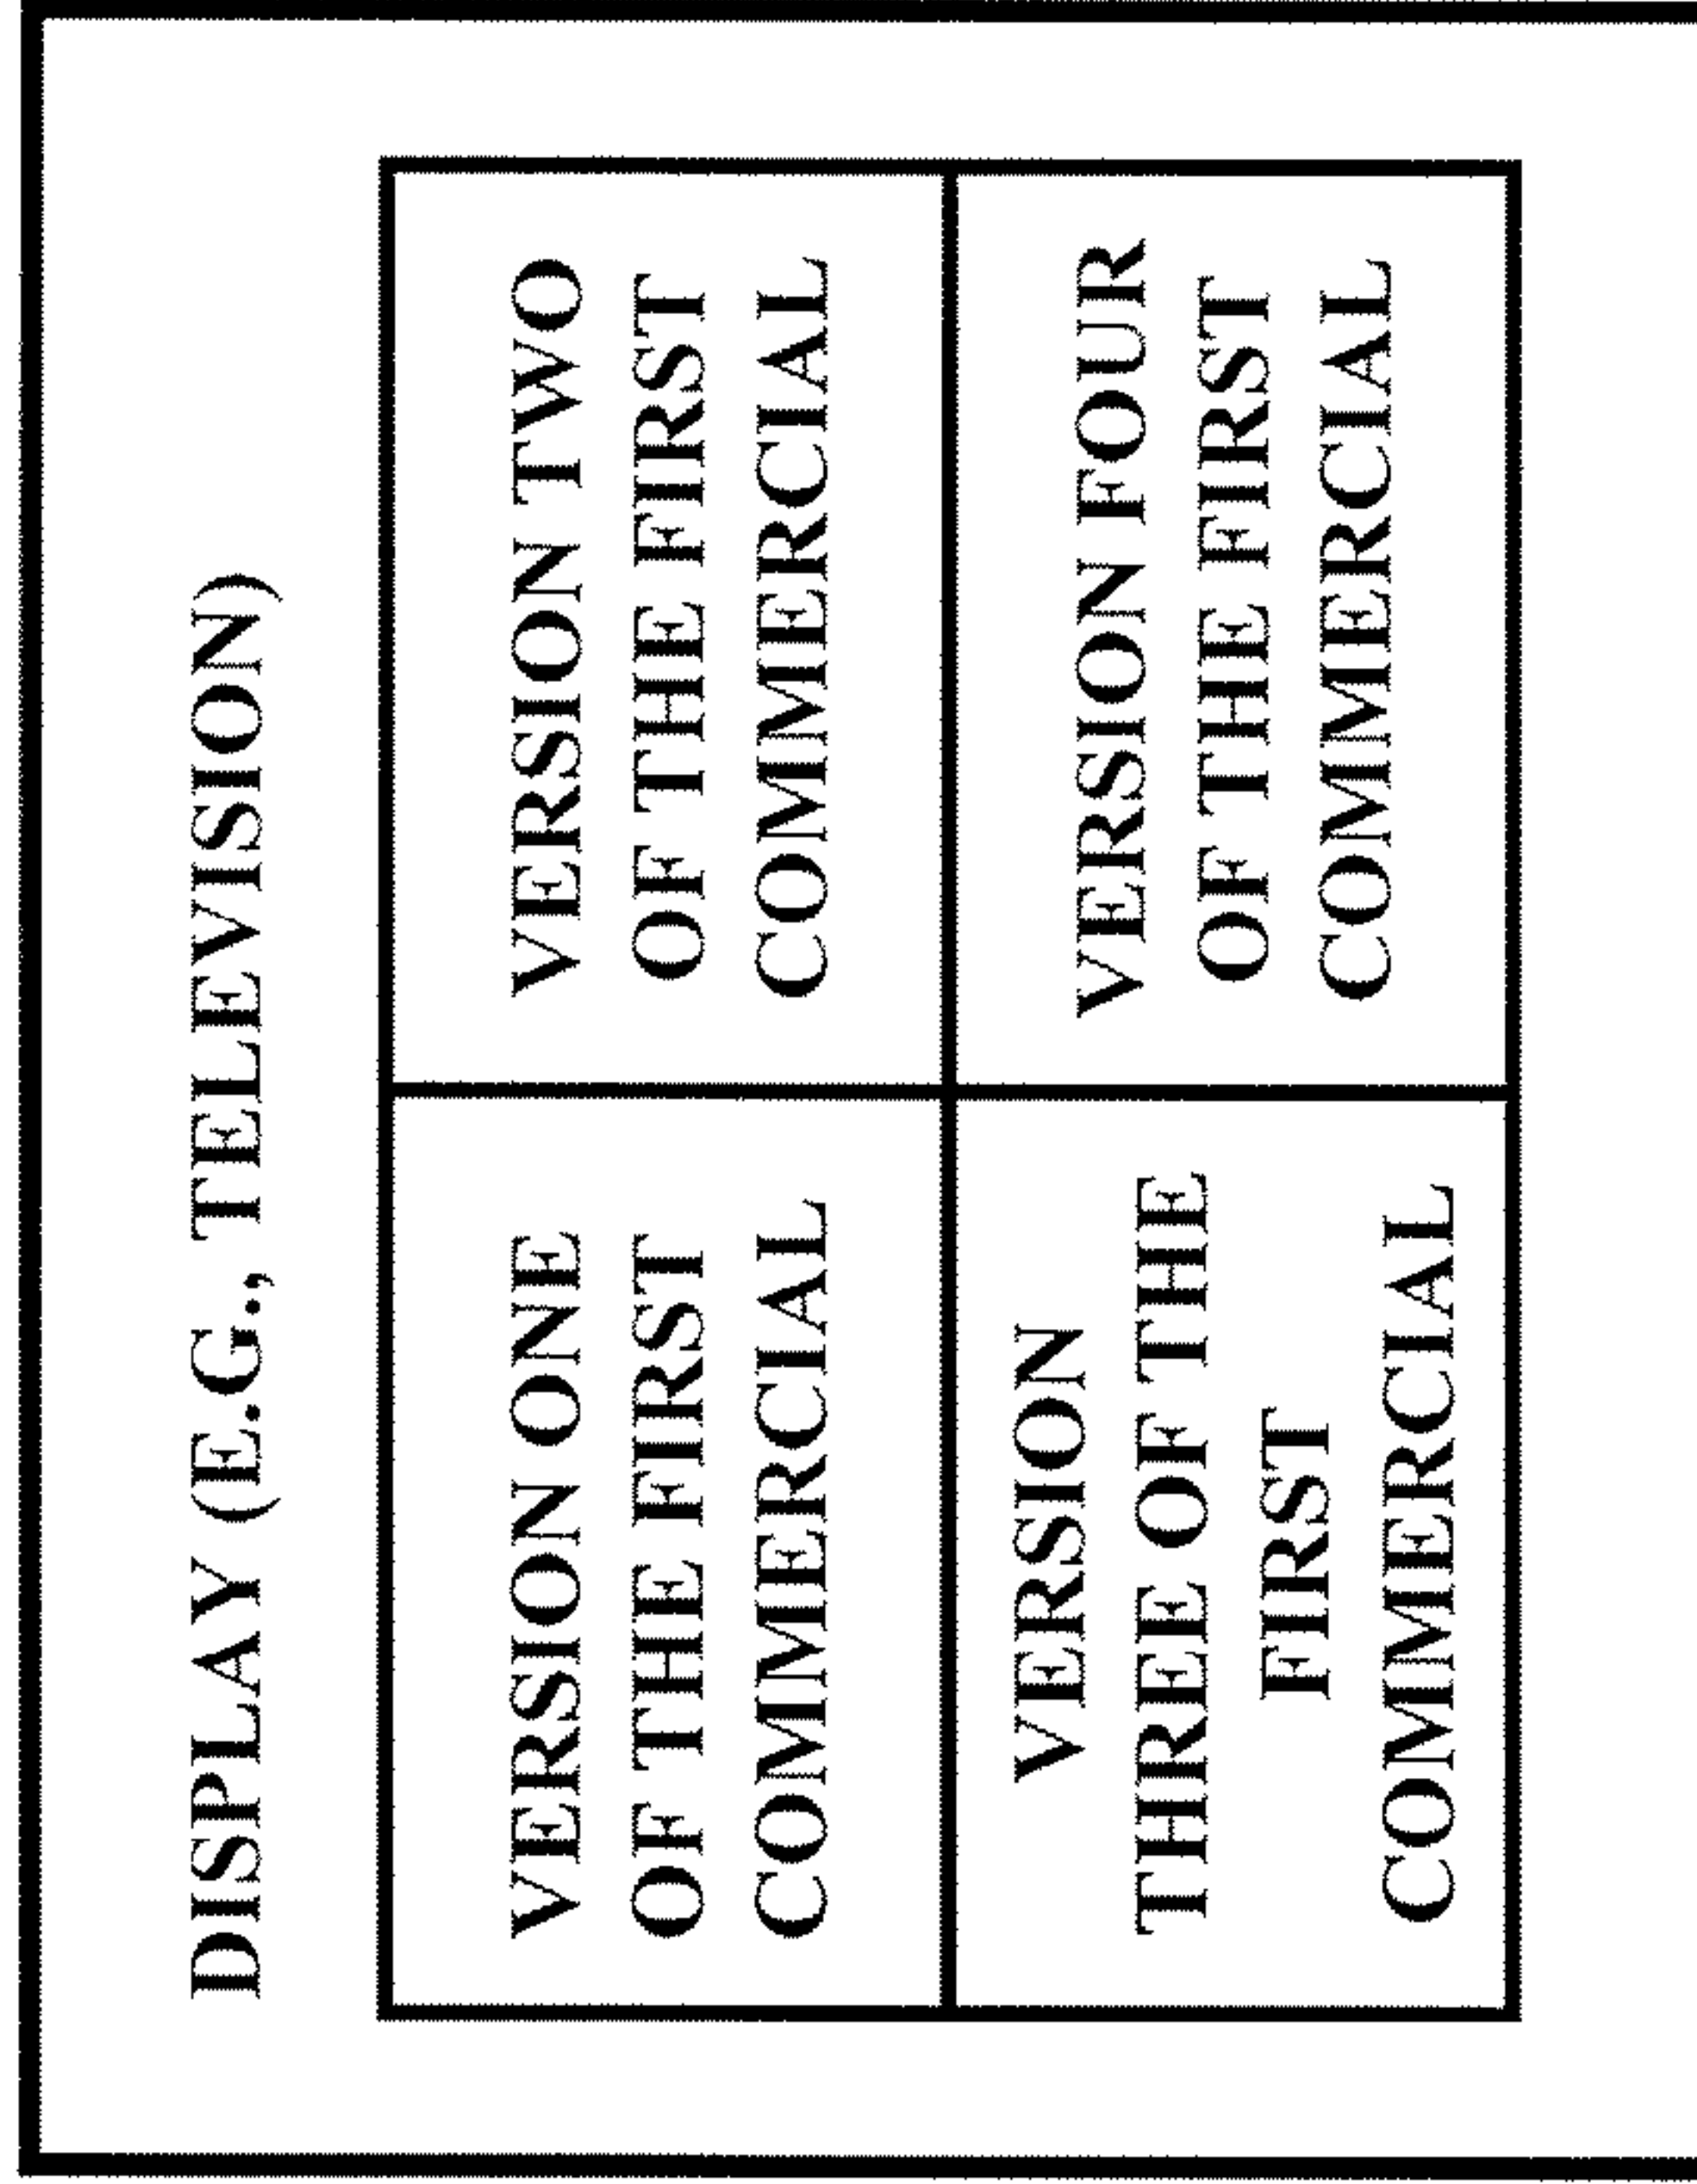 DISPLAY (E.G., TELEVISION)
VERSION ONE
OF THE FIRST
COMMERCIAL
VERSION TWO
OF THE FIRST
COMMERCIAL
VERSION
THREE OF THE
FIRST
COMMERCIAL
VERSION FOUR
OF THE FIRST
COMMERCIAL